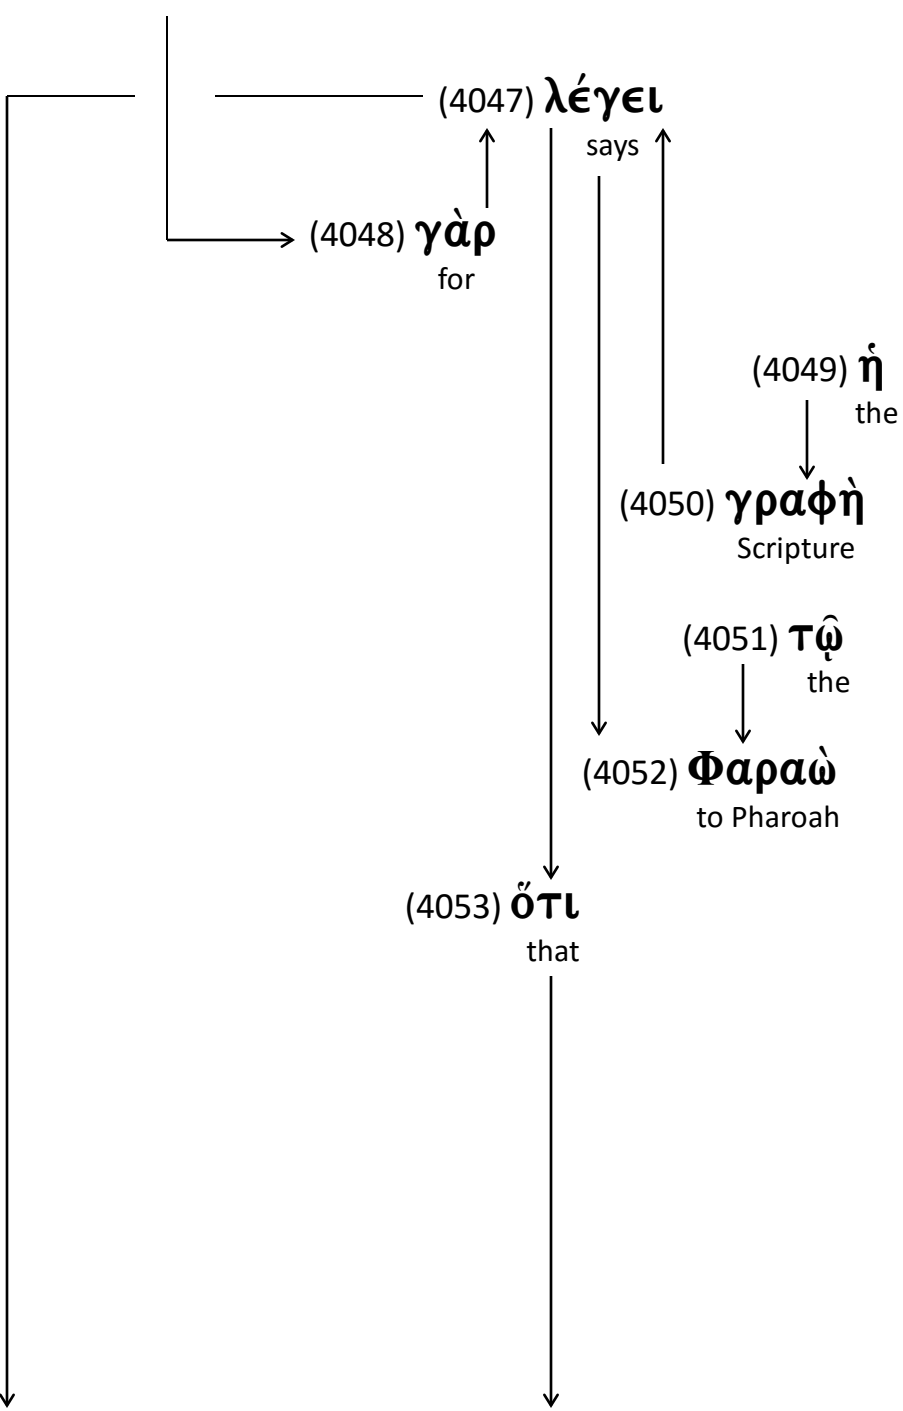 (4047) λέγει
says
(4048) γὰρ
for
(4049) ἡ
the
(4050) γραφὴ
Scripture
(4051) τῷ
the
(4052) Φαραὼ
to Pharoah
(4053) ὅτι
that